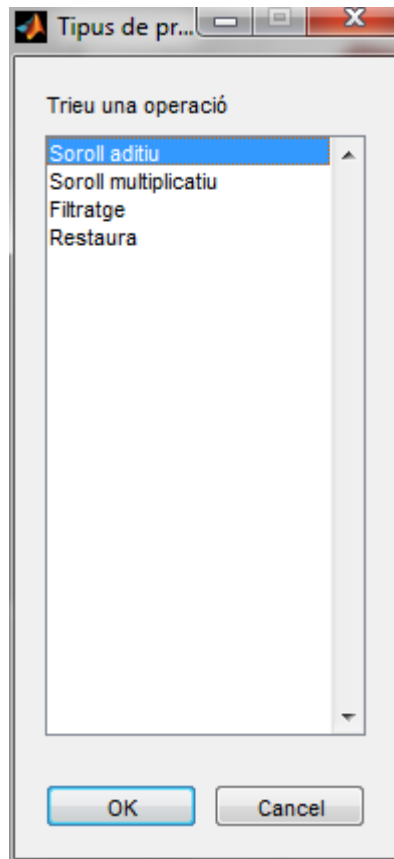 Tipus de pr...
Trieu una operació
Soroll aditiu
Soroll multiplicatiu
Filtratge
Restaura
OK
Cancel